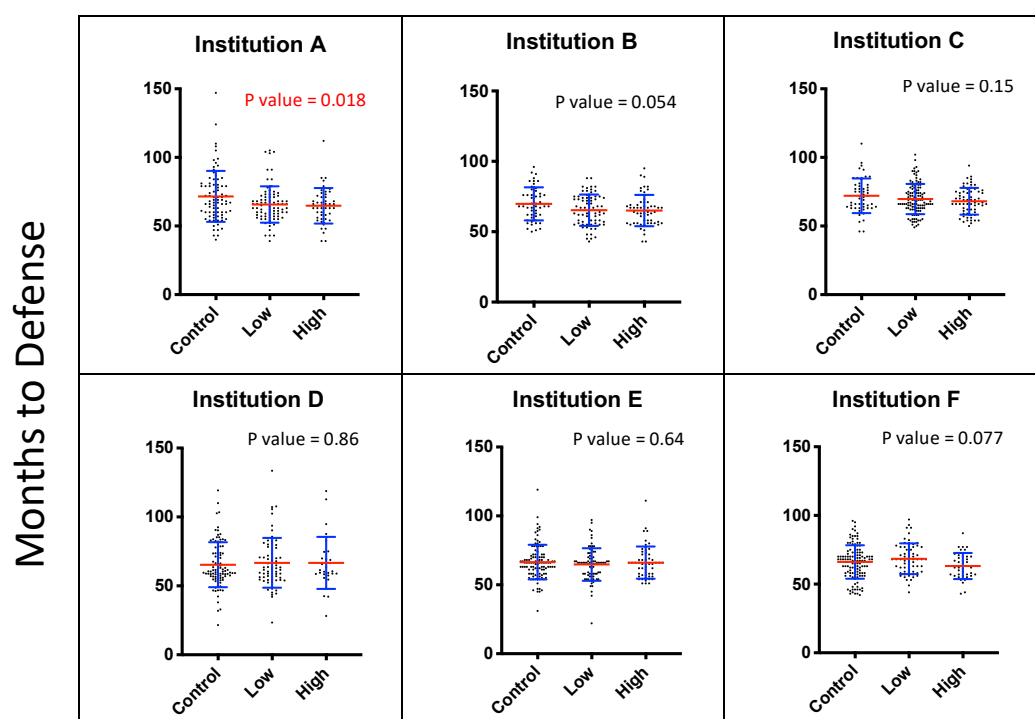 Months to Defense
Institution A
P value = 0.018
150
100
50
0
Control
Low
High
Institution B
P value = 0.054
150
100
50
0
Control
Low
High
Institution C
P value = 0.15
150
100
50
0
Control
Low
High
Institution D
P value = 0.86
150
100
50
0
Control
Low
High
Institution E
P value = 0.64
150
100
50
0
Control
Low
High
Institution F
P value = 0.077
150
100
50
0
Control
Low
High